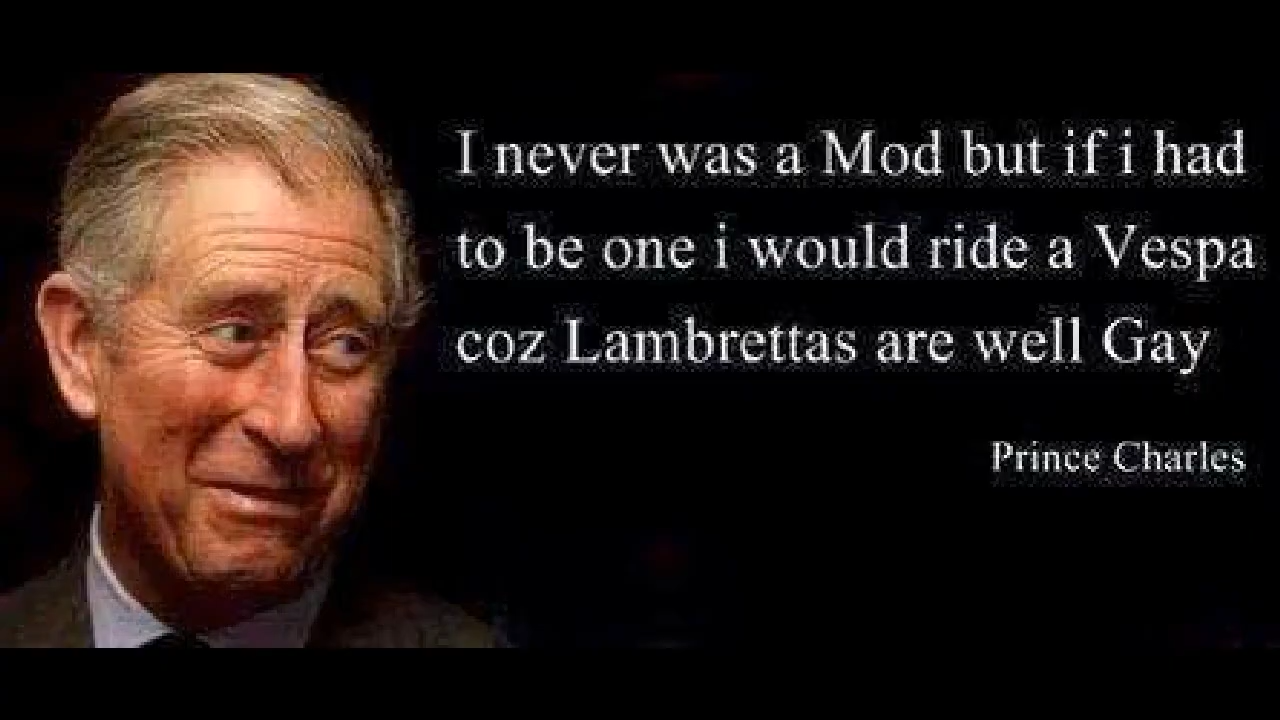 I never was a Mod but if i had
to be one i would ride a Vespa
coz Lambrettas are well Gay
Prince Charles